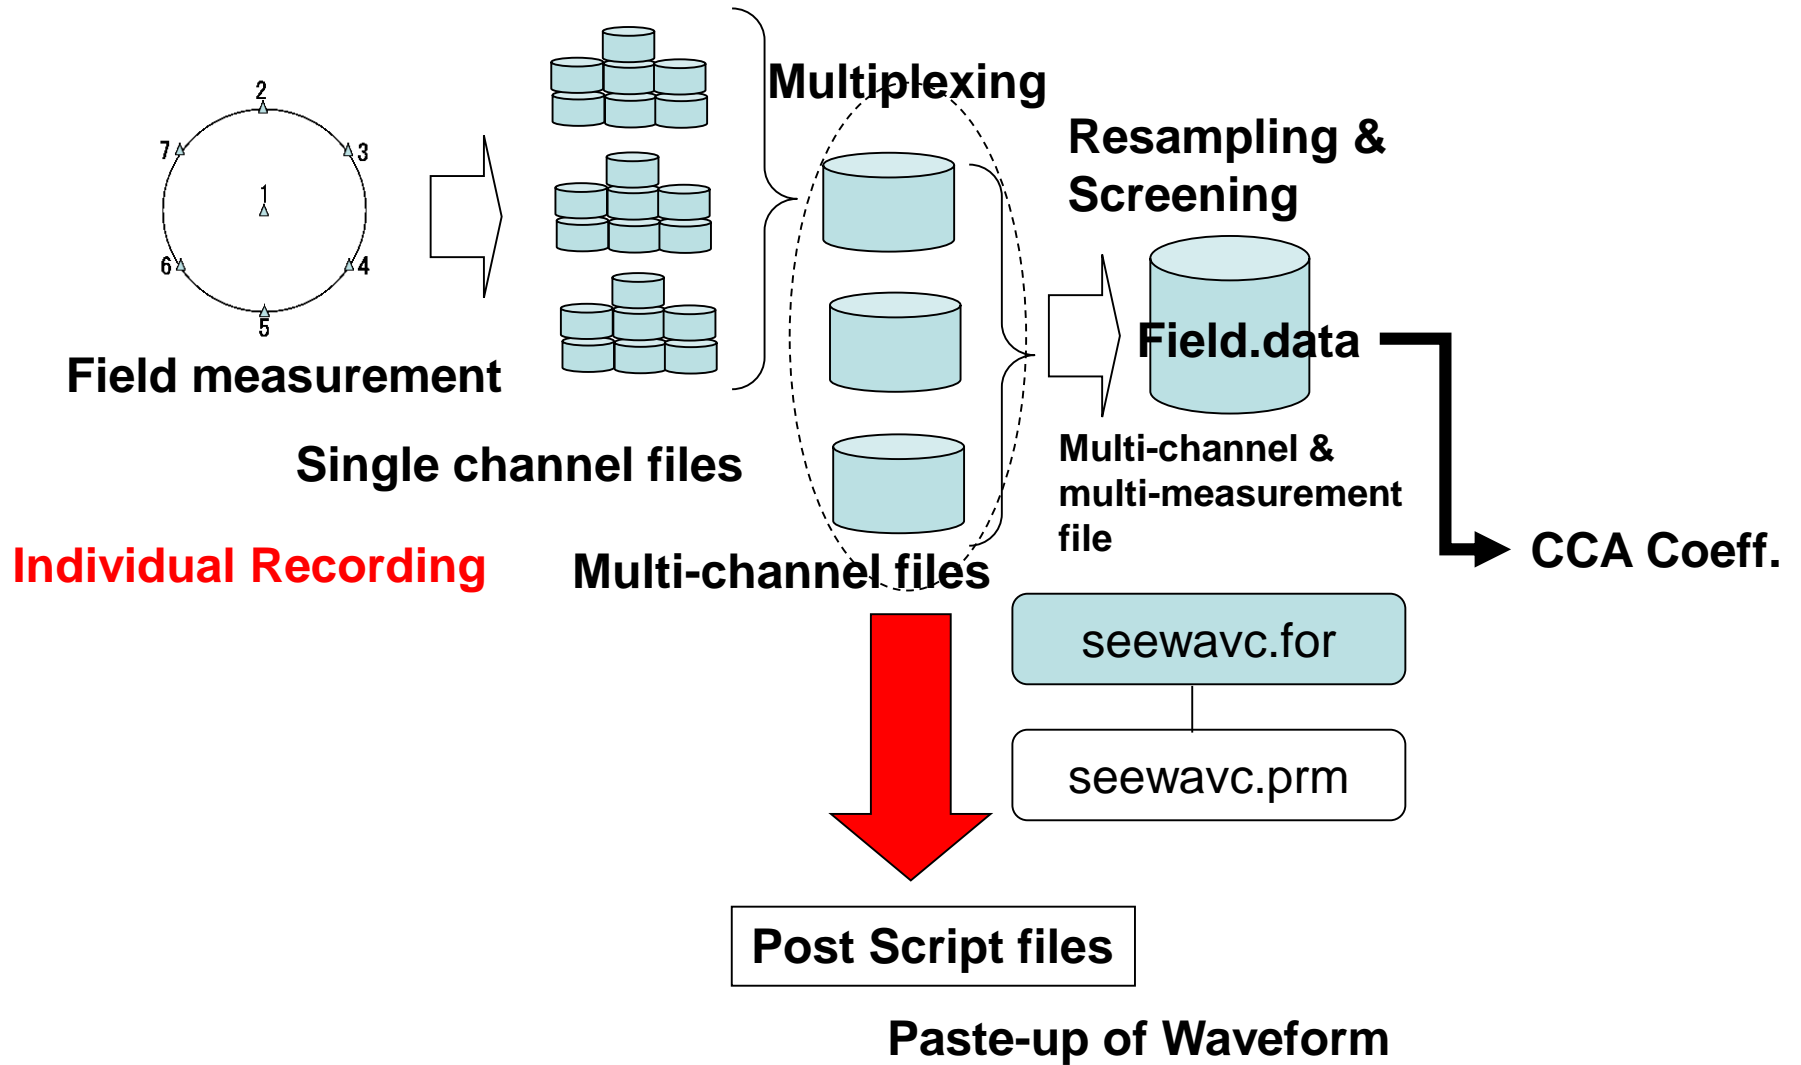 Multiplexing
Resampling &
Screening
2
7
3
1
6
4
5
Field measurement
Field.data
Single channel files
Multi-channel &
multi-measurement
file
Individual Recording
Multi-channel files
CCA Coeff.
seewavc.for
seewavc.prm
Post Script files
Paste-up of Waveform